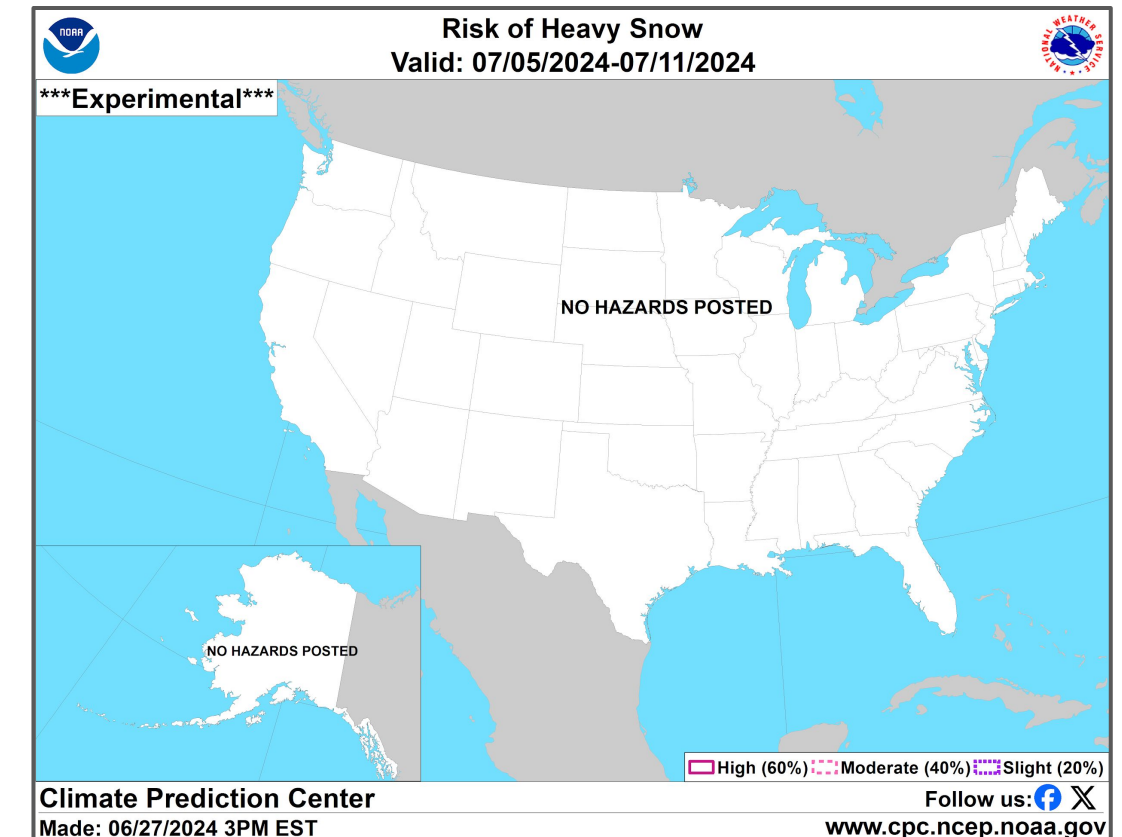 NOAA
Risk of Heavy Snow
Valid: 07/05/2024-07/11/2024
NATIONAL WEATHER SERVICE
***Experimental***
NO HAZARDS POSTED
NO HAZARDS POSTED
High (60%) Moderate (40%) Slight (20%)
Climate Prediction Center
Follow us:
Made: 06/27/2024 3PM EST
www.cpc.ncep.noaa.gov